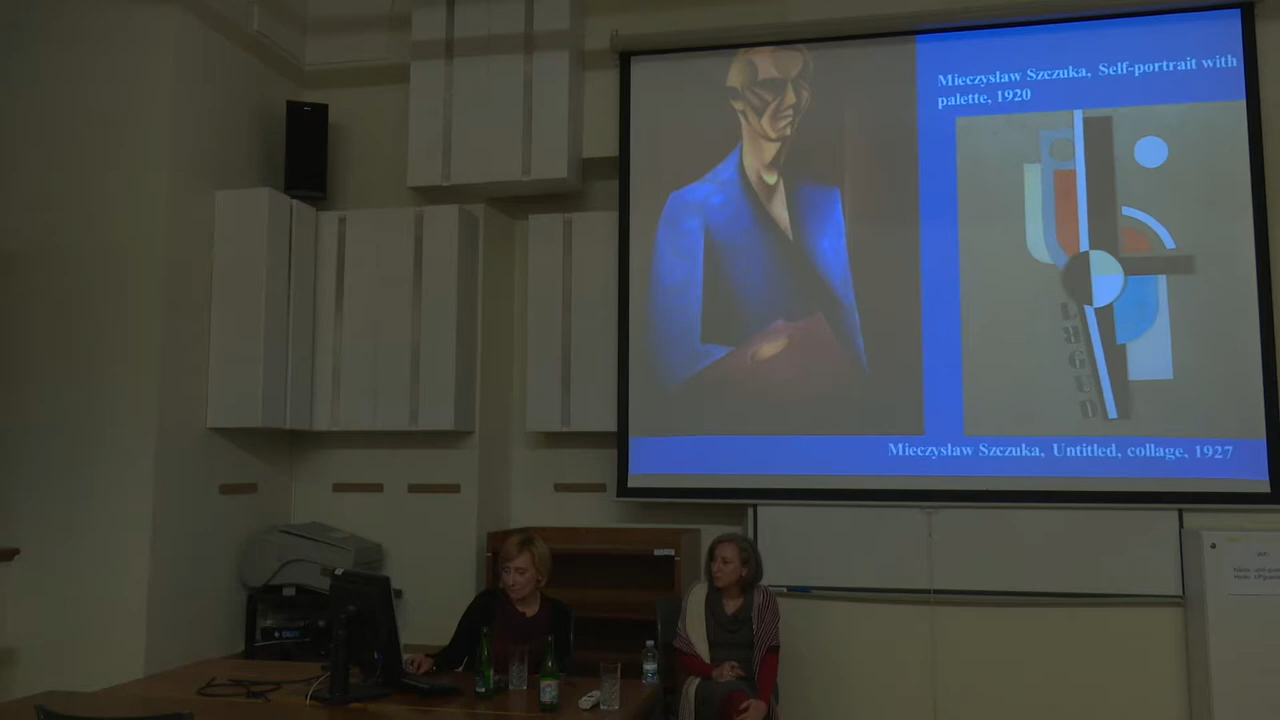 Mieczysław Szczuka, Self-portrait with
palette, 1920
Mieczysław Szczuka, Untitled, collage, 1927